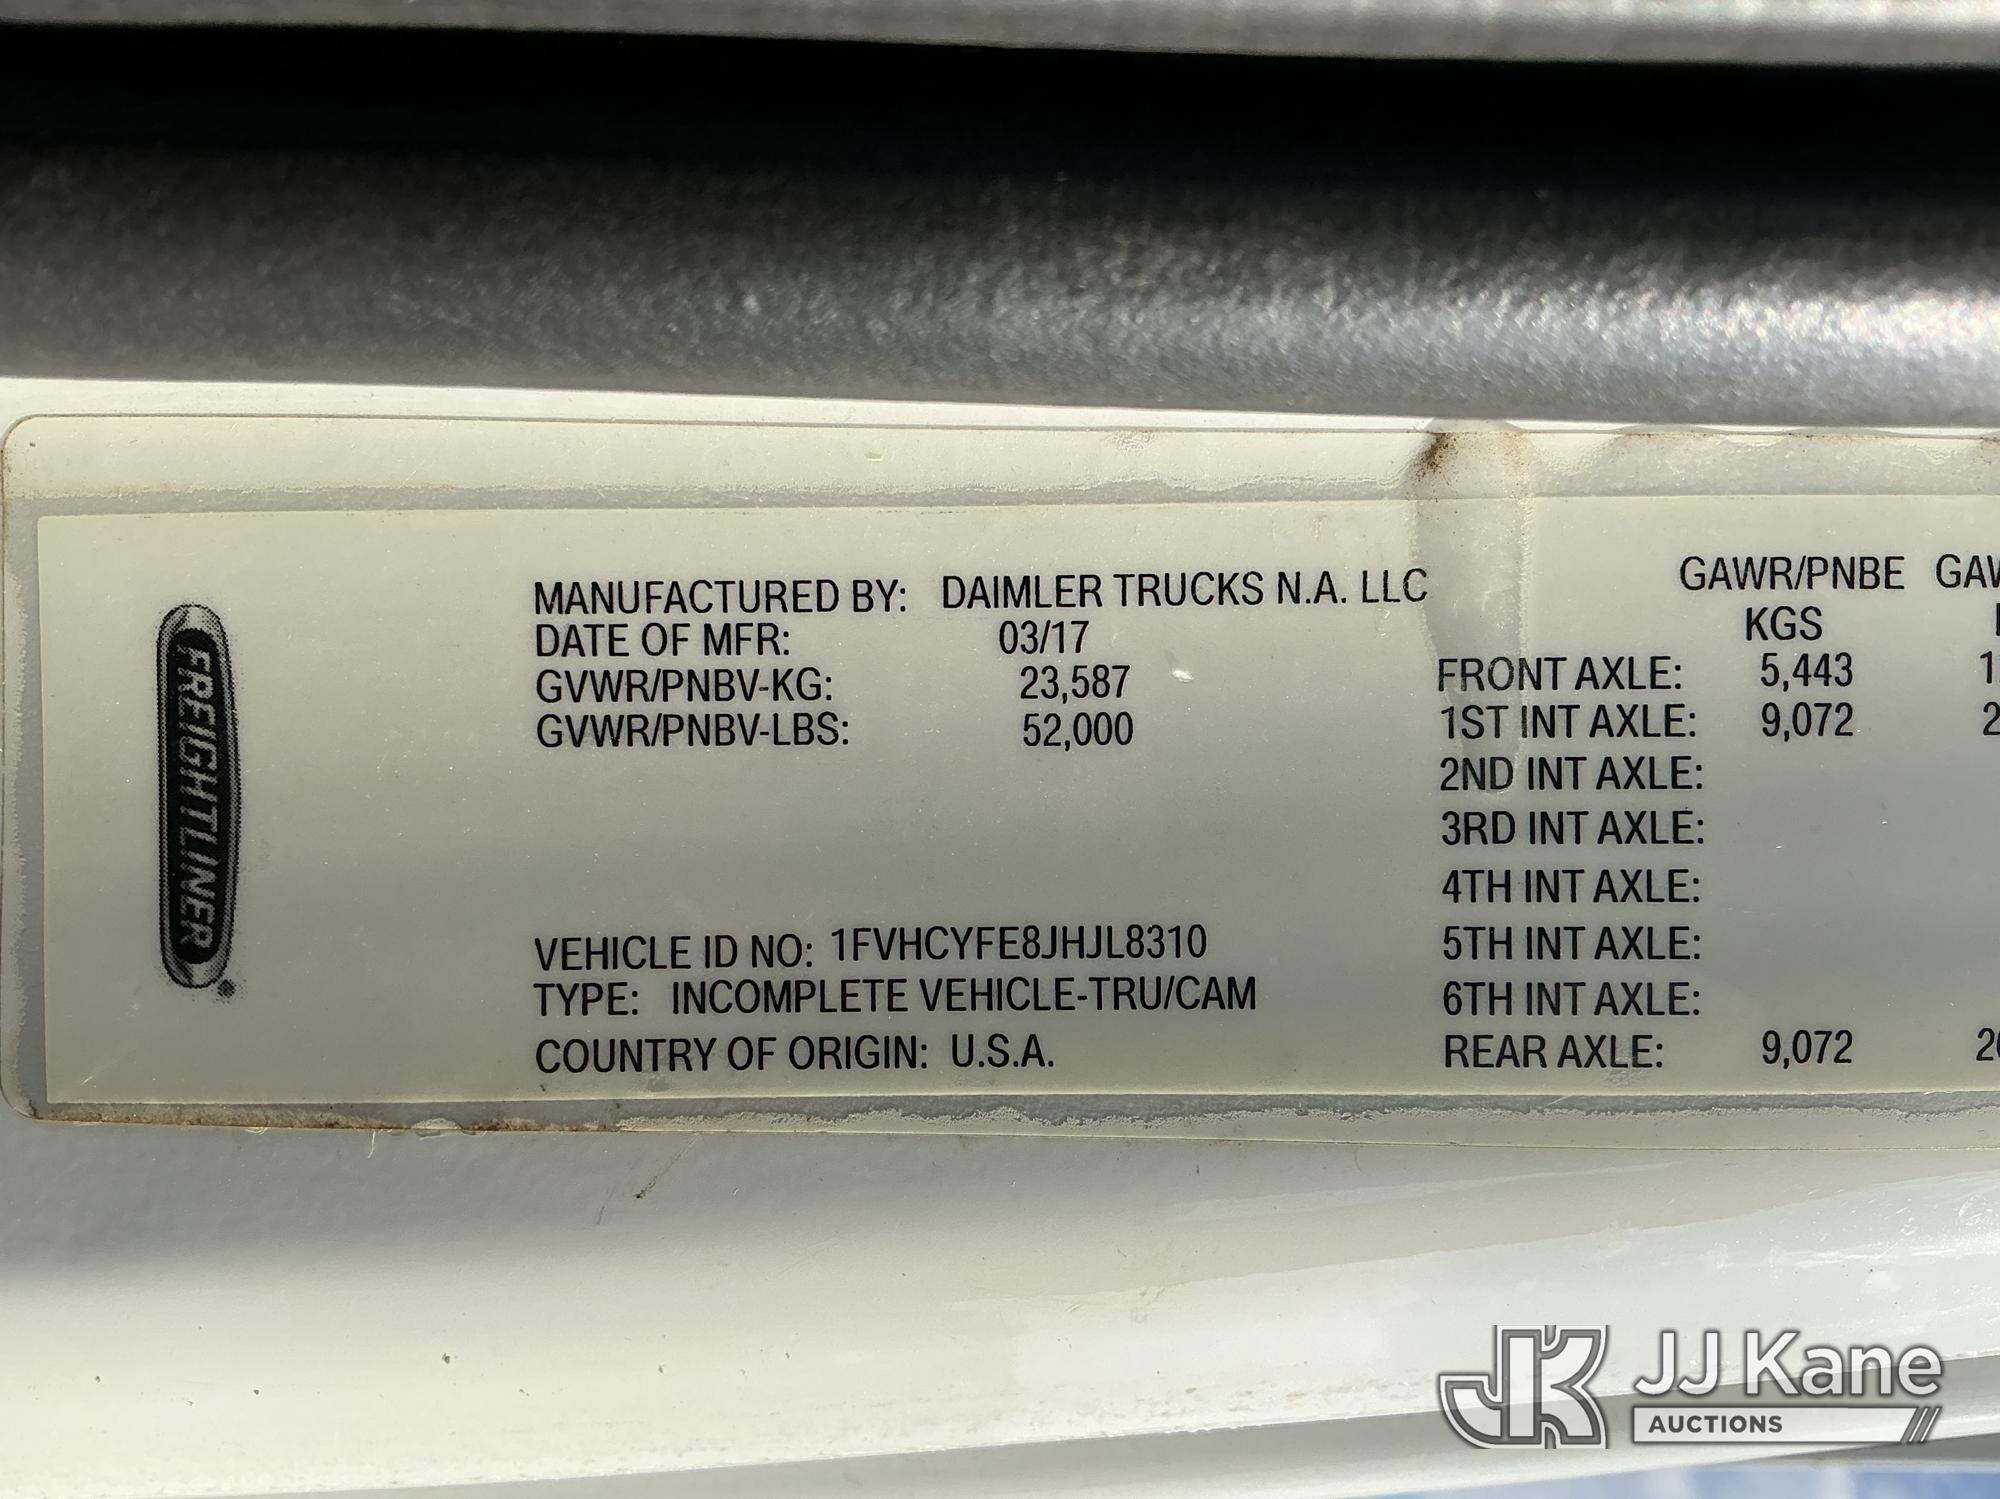 FREIGHTLINER
MANUFACTURED BY: DAIMLER TRUCKS N.A. LLC
DATE OF MFR: 03/17
GVWR/PNBV-KG: 23,587
GVWR/PNBV-LBS: 52,000
VEHICLE ID NO: 1FVHCYFE8JHJL8310
TYPE: INCOMPLETE VEHICLE-TRU/CAM
COUNTRY OF ORIGIN: U.S.A.
GAWR/PNBE
KGS
FRONT AXLE: 5,443
1ST INT AXLE: 9,072
2ND INT AXLE:
3RD INT AXLE:
4TH INT AXLE:
5TH INT AXLE:
6TH INT AXLE:
REAR AXLE: 9,072
JK JJ Kane
AUCTIONS